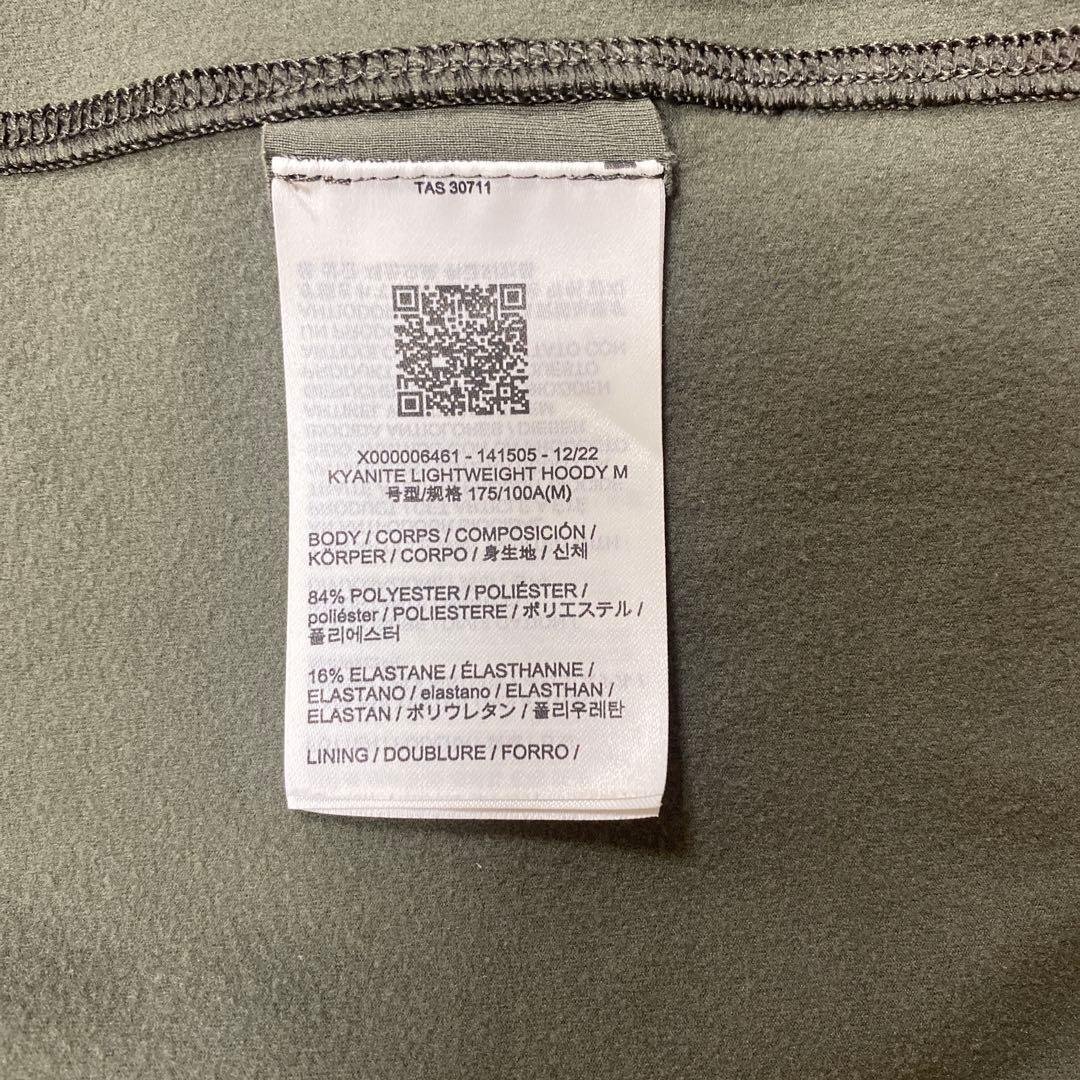 TAS 30711
X000006461 - 141505 - 12/22
KYANITE LIGHTWEIGHT HOODY M
号型/规格 175/100A(M)
BODY / CORPS / COMPOSICIÓN /
KÖRPER / CORPO / 身生地 / 신체
84% POLYESTER / POLIÉSTER /
poliéster / POLIESTERE / ポリエステル /
폴리에스터
16% ELASTANE / ÉLASTHANNE /
ELASTANO / elastano / ELASTHAN /
ELASTAN / ポリウレタン / 폴리우레탄
LINING / DOUBLURE / FORRO /